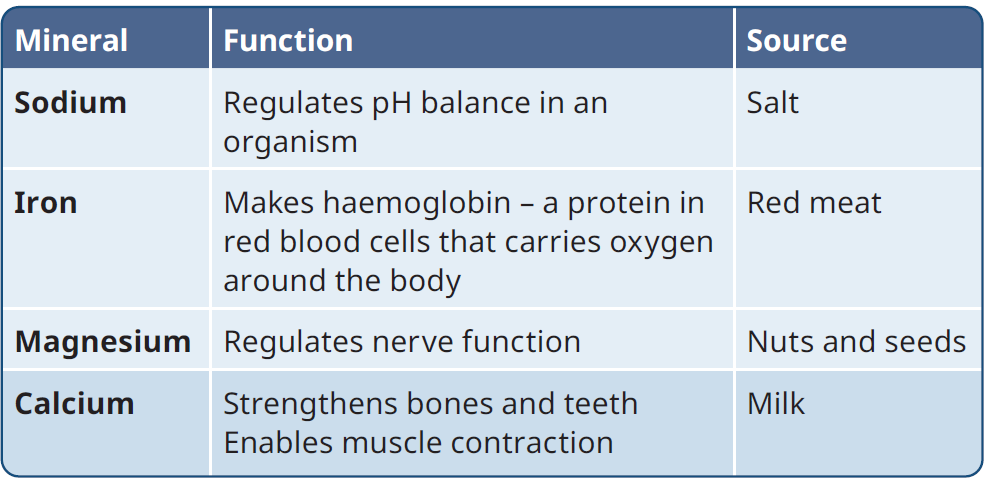 Mineral Function Source
Sodium Regulates pH balance in an Salt
organism
Iron Makes haemoglobin – a protein in Red meat
red blood cells that carries oxygen
around the body
Magnesium Regulates nerve function Nuts and seeds
Calcium Strengthens bones and teeth Milk
Enables muscle contraction